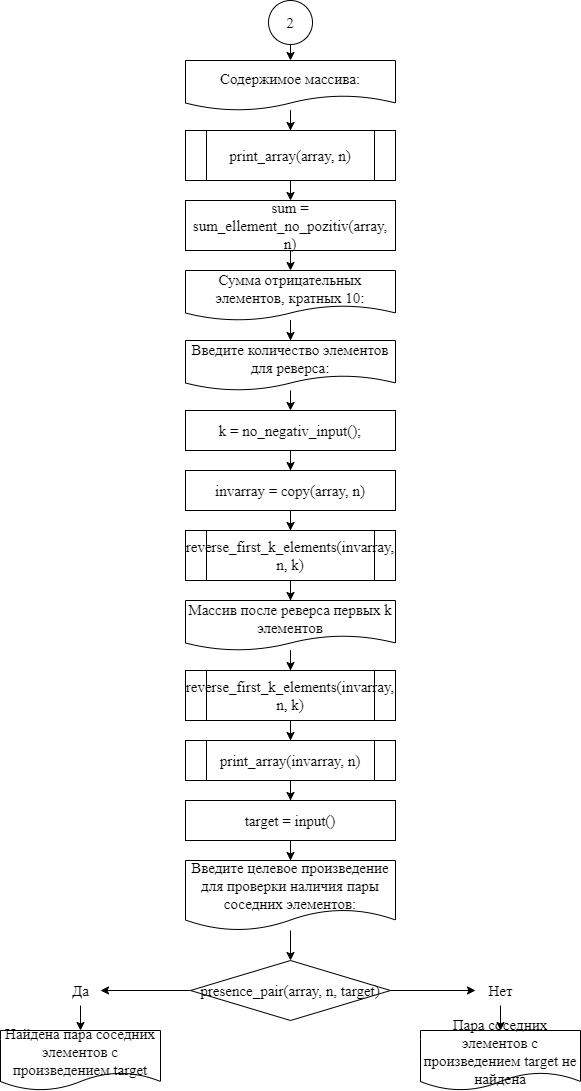 2
Содержимое массива:
print_array(array, n)
sum =
sum_ellement_no_pozitiv(array,
n)
Сумма отрицательных
элементов, кратных 10:
Введите количество элементов
для реверса:
k = no_negativ_input();
invarray = copy(array, n)
reverse_first_k_elements(invarray,
n, k)
Массив после реверса первых k
элементов
reverse_first_k_elements(invarray,
n, k)
print_array(invarray, n)
target = input()
Введите целевое произведение
для проверки наличия пары
соседних элементов:
Да
presence_pair(array, n, target)
Нет
Найдена пара соседних
элементов с
произведением target
Пара соседних
элементов с
произведением target не
найдена